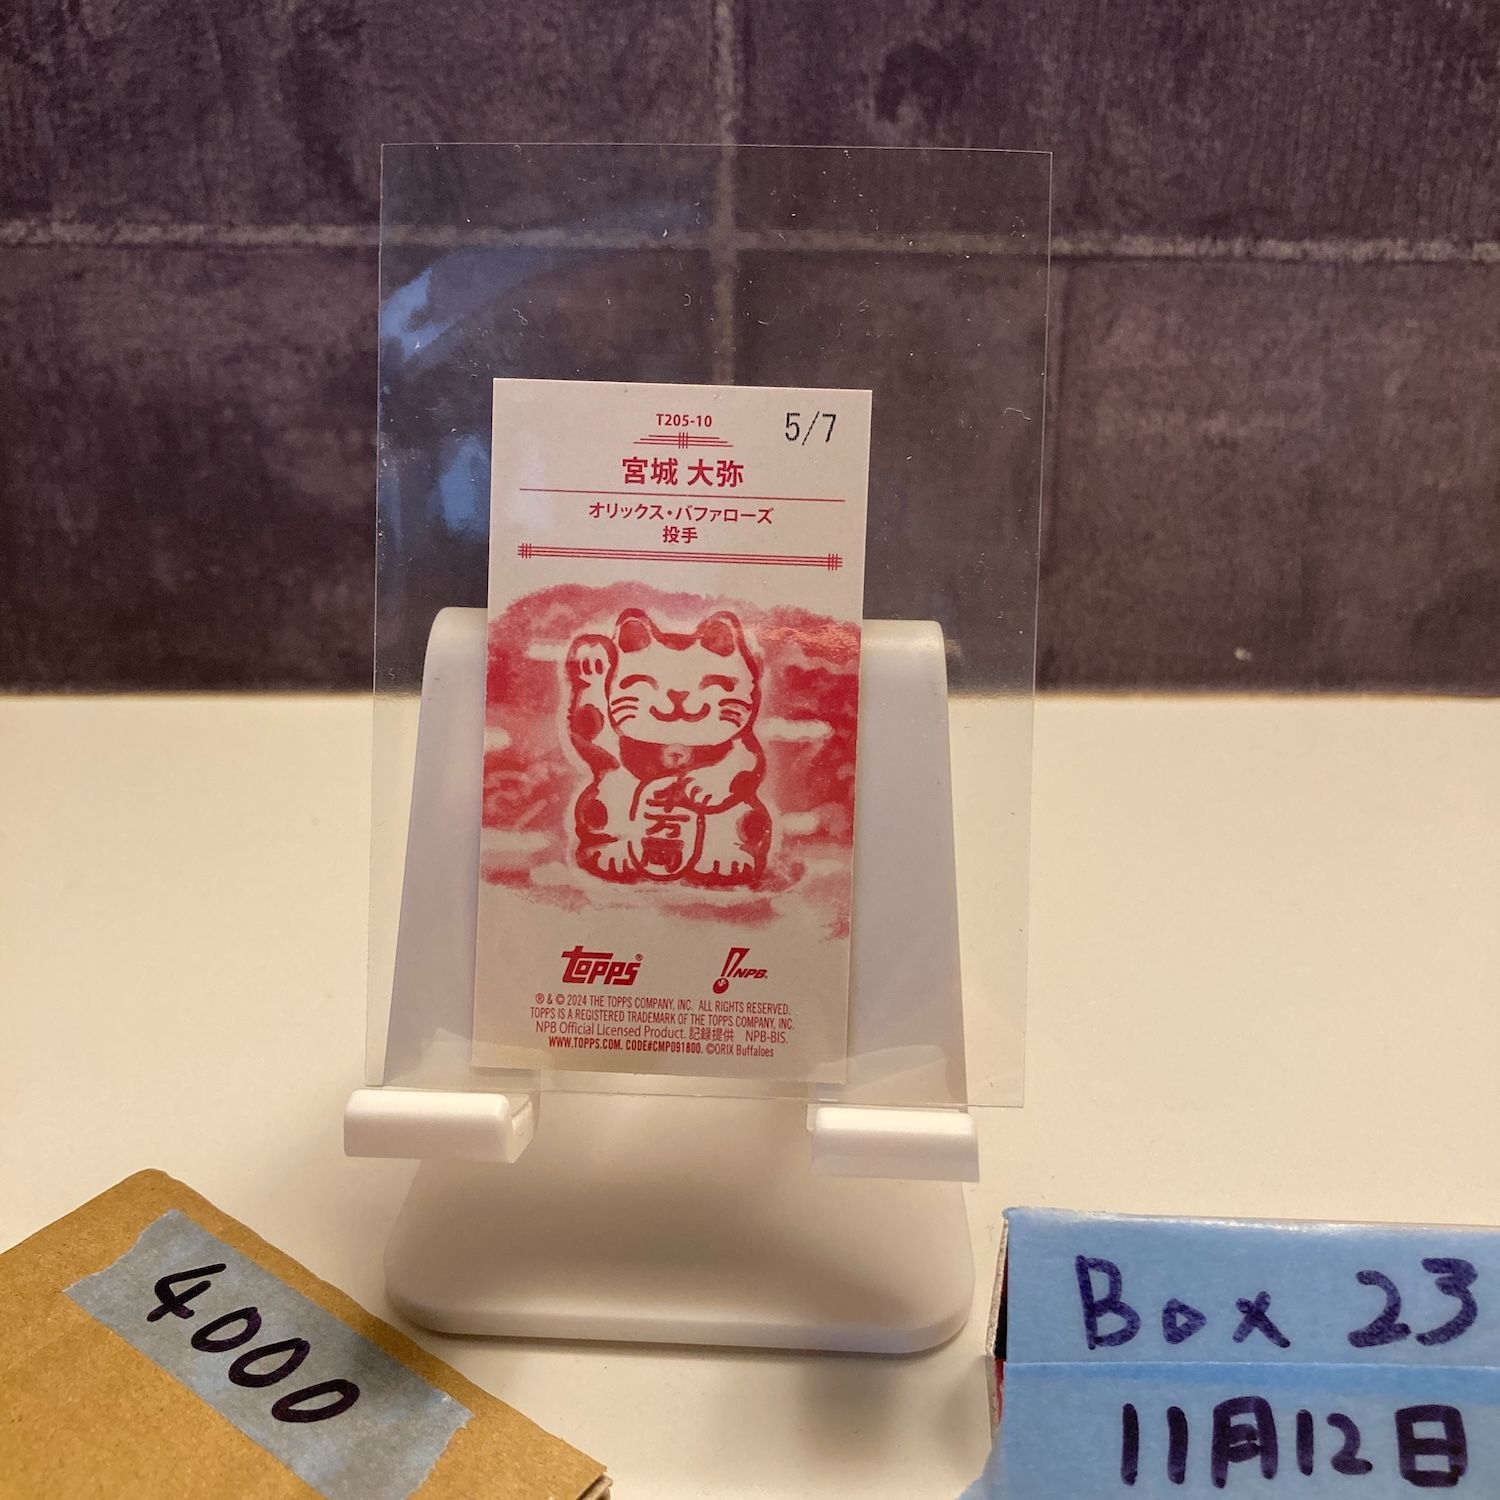 T205-10
5/7
宮城 大弥
オリックス・バファローズ
投手
千万両
topps®
NPB®
® & © 2024 THE TOPPS COMPANY, INC. ALL RIGHTS RESERVED.
TOPPS IS A REGISTERED TRADEMARK OF THE TOPPS COMPANY, INC.
NPB Official Licensed Product. 記録提供 NPB-BIS.
WWW.TOPPS.COM. CODE#CMP091800. ©ORIX Buffaloes
4000
Box 23
11月12日